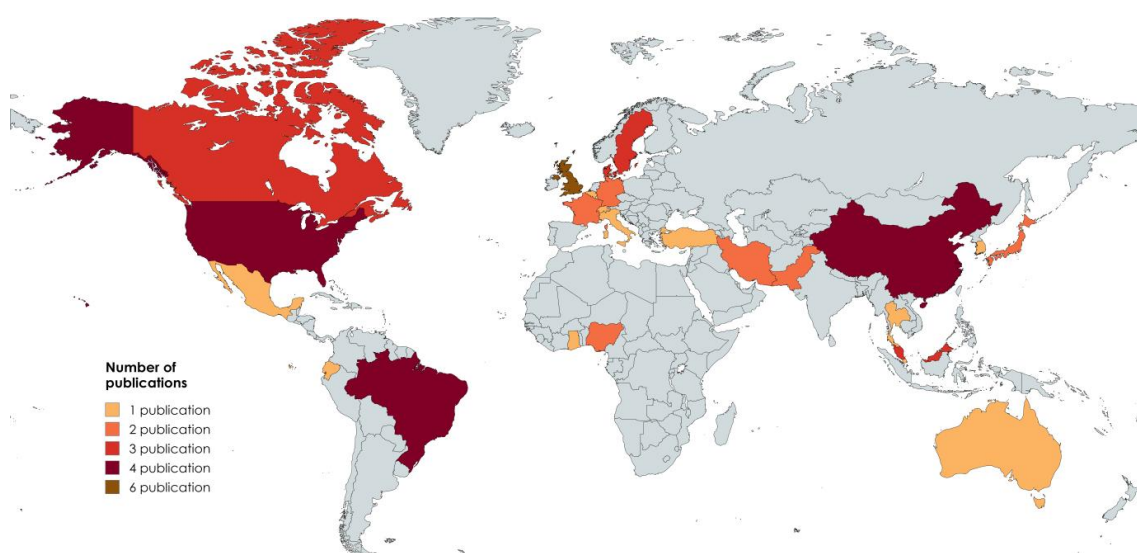 Number of
publications
1 publication
2 publication
3 publication
4 publication
6 publication